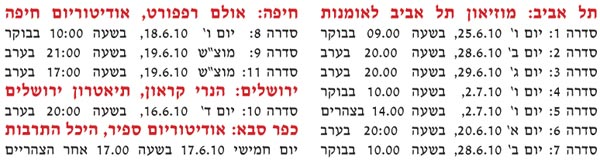 תל אביב: מוזיאון תל אביב לאומנות
סדרה 1: יום ו' 25.6.10, בשעה 09.00 בבוקר
סדרה 2: יום ב' 28.6.10, בשעה 20.00 בערב
סדרה 3: יום ג' 29.6.10, בשעה 20.00 בערב
סדרה 4: יום ו' 2.7.10, בשעה 10.00 בבוקר
סדרה 5: יום ו' 2.7.10, בשעה 14.00 בצהרים
סדרה 6: יום א' 20.6.10, בשעה 20:00 בערב
סדרה 7: יום ב' 28.6.10, בשעה 10.00 בבוקר
חיפה: אולם רפפורט, אודיטוריום חיפה
סדרה 8: יום ו' 18.6.10, בשעה 10:00 בבוקר
סדרה 9: מוצ"ש 19.6.10, בשעה 21:00 בערב
סדרה 11: מוצ"ש 19.6.10, בשעה 17:00 בערב
ירושלים: הנרי קראון, תיאטרון ירושלים
סדרה 10: יום ד' 16.6.10, בשעה 20:00 בערב
כפר סבא: אודיטוריום ספיר, היכל התרבות
יום חמישי 17.6.10 בשעה 17.00 אחר הצהריים